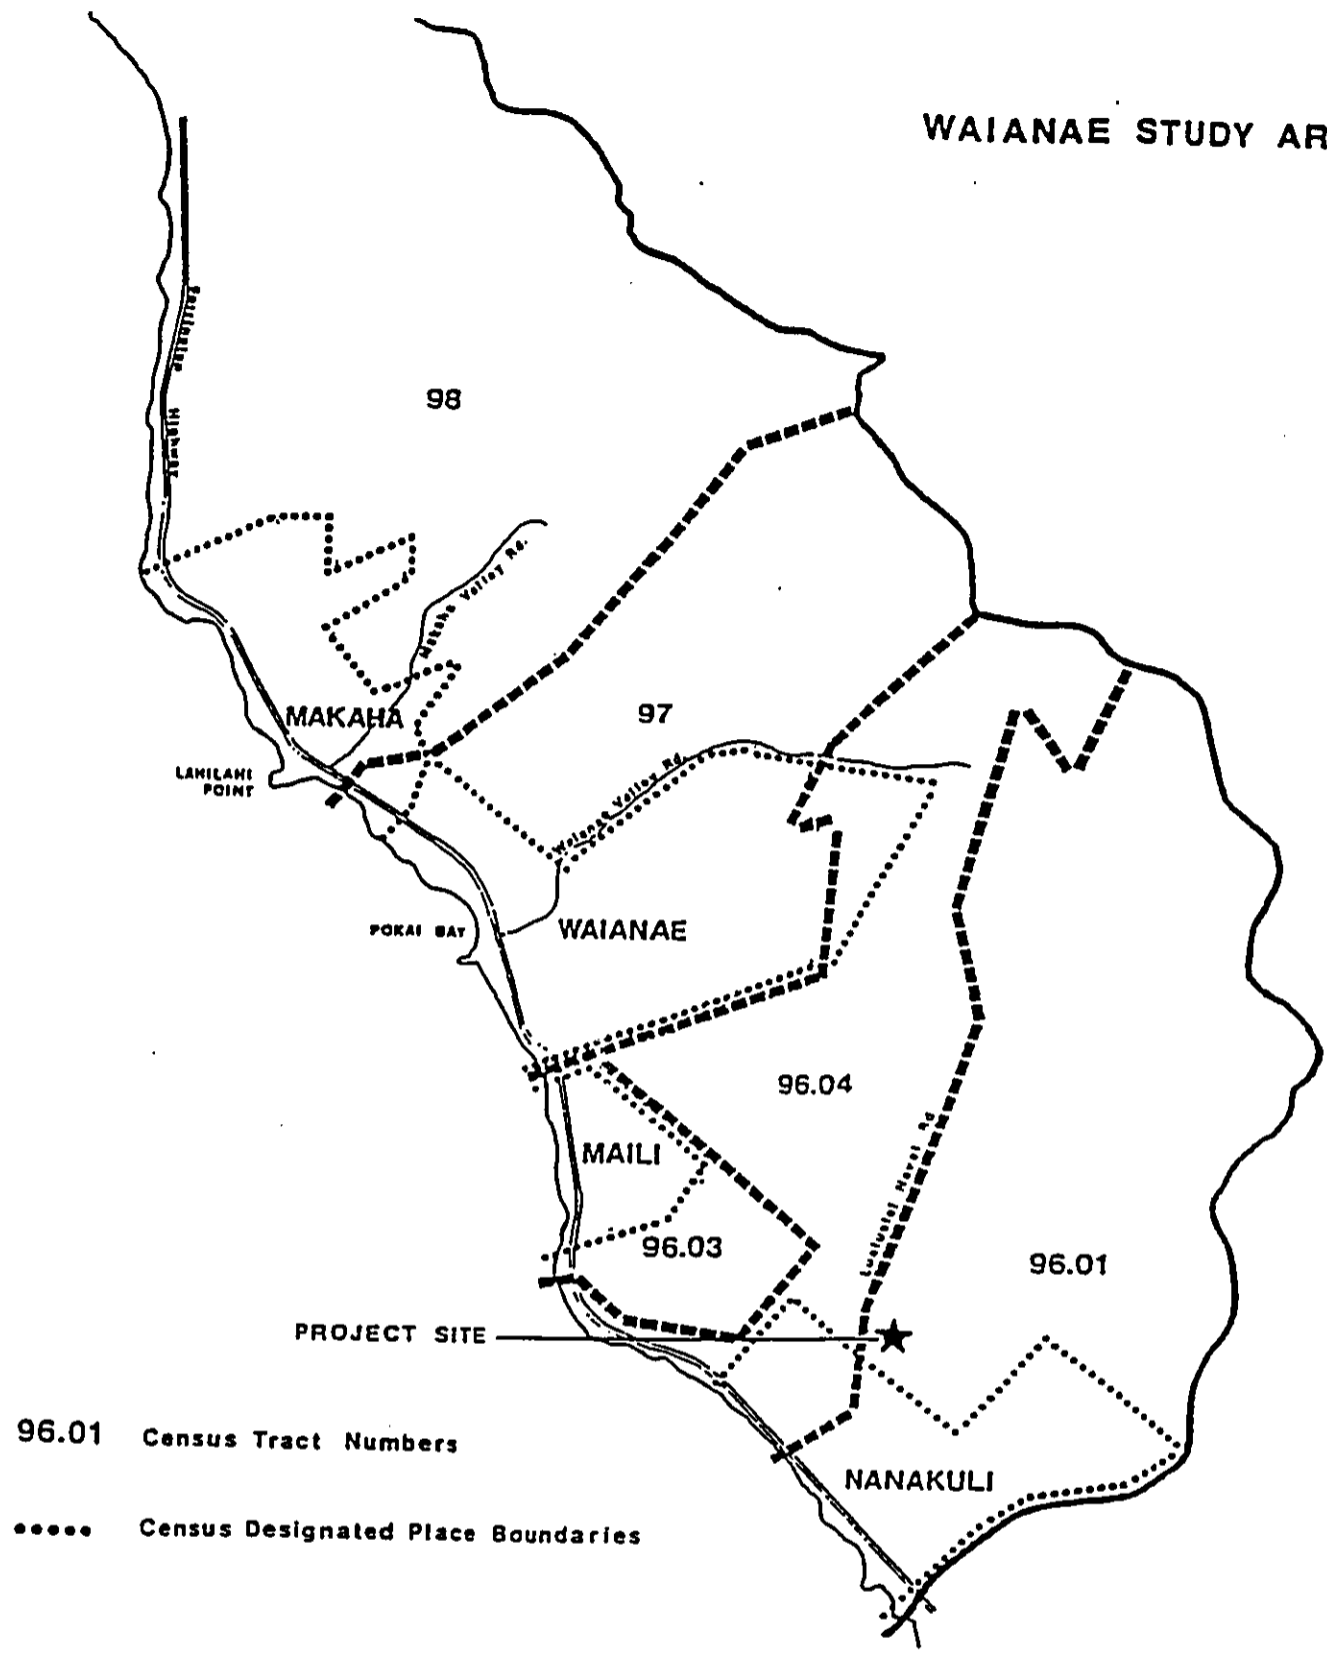 WAIANAE STUDY AR
Farrington
Highway
98
Makaha Valley Rd.
MAKAHA
97
LAHILAHI
POINT
Waianae Valley Rd
POKAI BAY
WAIANAE
96.04
MAILI
Lualualei Naval Rd
96.03
96.01
PROJECT SITE
96.01 Census Tract Numbers
NANAKULI
Census Designated Place Boundaries